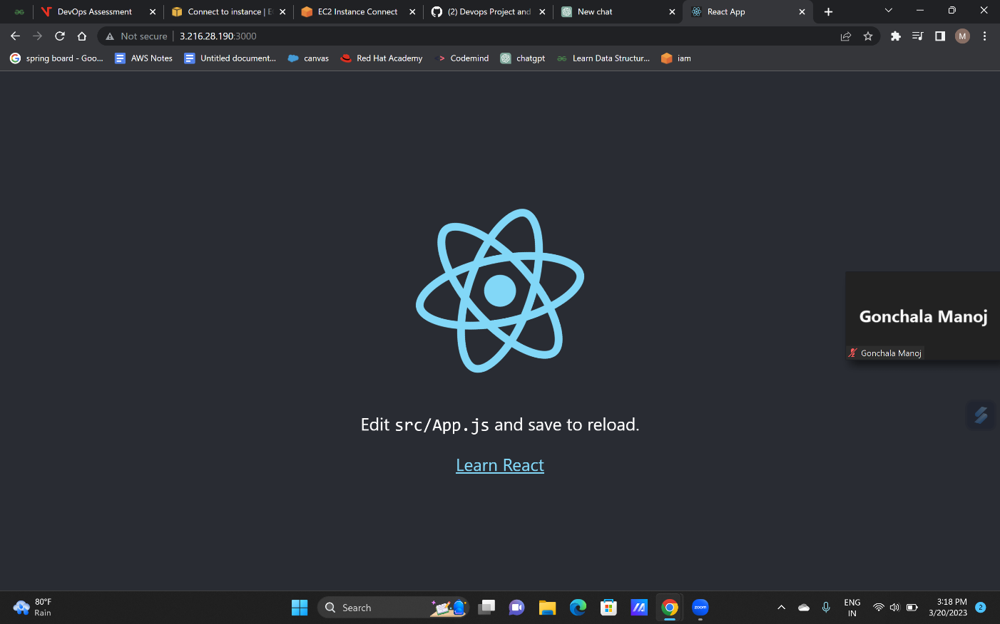 DevOps Assessment
Connect to instance | E
EC2 Instance Connect
(2) Devops Project and
New chat
React App
Not secure
3.216.28.190:3000
M
spring board - Goo...
AWS Notes
Untitled document...
canvas
Red Hat Academy
Codemind
chatgpt
Learn Data Structur...
iam
Gonchala Manoj
Gonchala Manoj
Edit src/App.js and save to reload.
Learn React
80°F
Rain
Search
zoom
ENG
IN
3:18 PM
3/20/2023
2